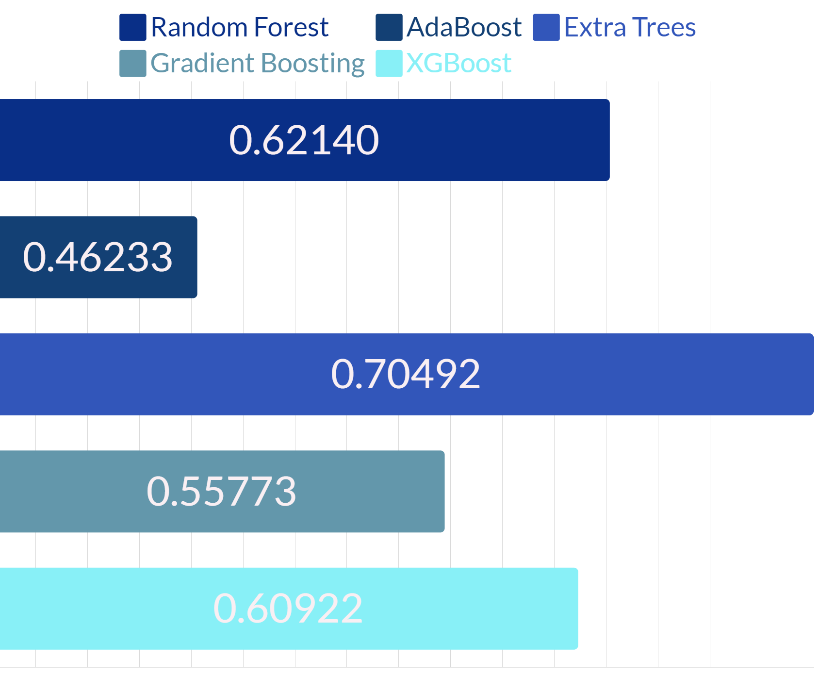 Random Forest AdaBoost Extra Trees
Gradient Boosting XGBoost
0.62140
0.46233
0.70492
0.55773
0.60922